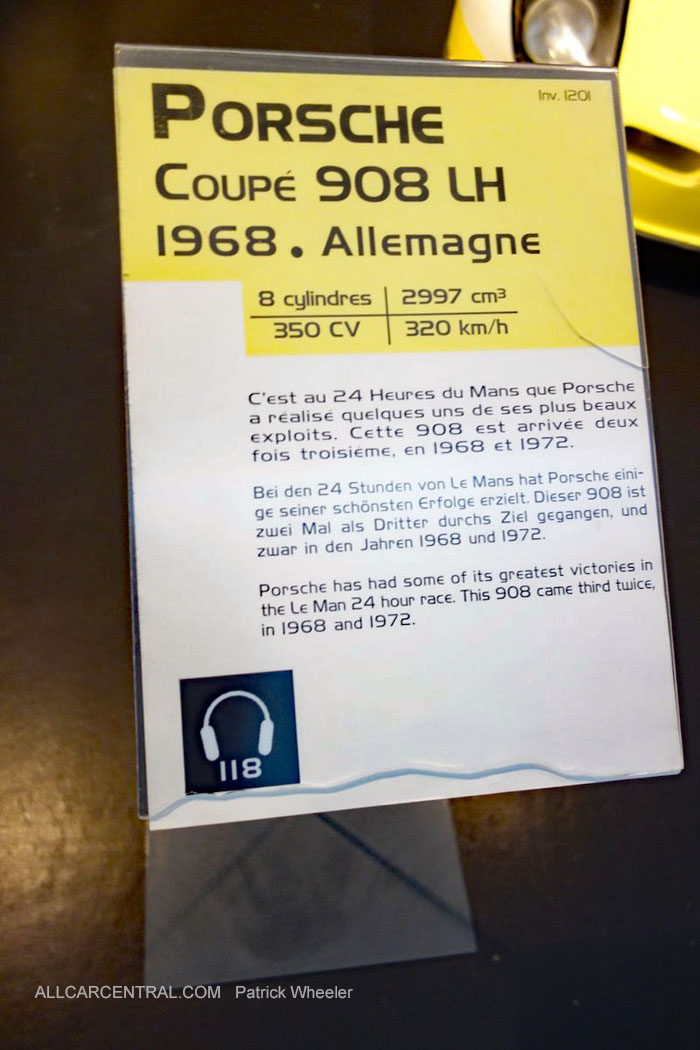 Inv. 1201
PORSCHE
COUPÉ 908 LH
1968 . Allemagne
8 cylindres 2997 cm³
350 CV 320 km/h
C'est au 24 Heures du Mans que Porsche
a réalisé quelques uns de ses plus beaux
exploits. Cette 908 est arrivée deux
fois troisième, en 1968 et 1972.
Bei den 24 Stunden von Le Mans hat Porsche eini-
ge seiner schönsten Erfolge erzielt. Dieser 908 ist
zwei Mal als Dritter durchs Ziel gegangen, und
zwar in den Jahren 1968 und 1972.
Porsche has had some of its greatest victories in
the Le Man 24 hour race. This 908 came third twice,
in 1968 and 1972.
118
ALLCARCENTRAL.COM Patrick Wheeler